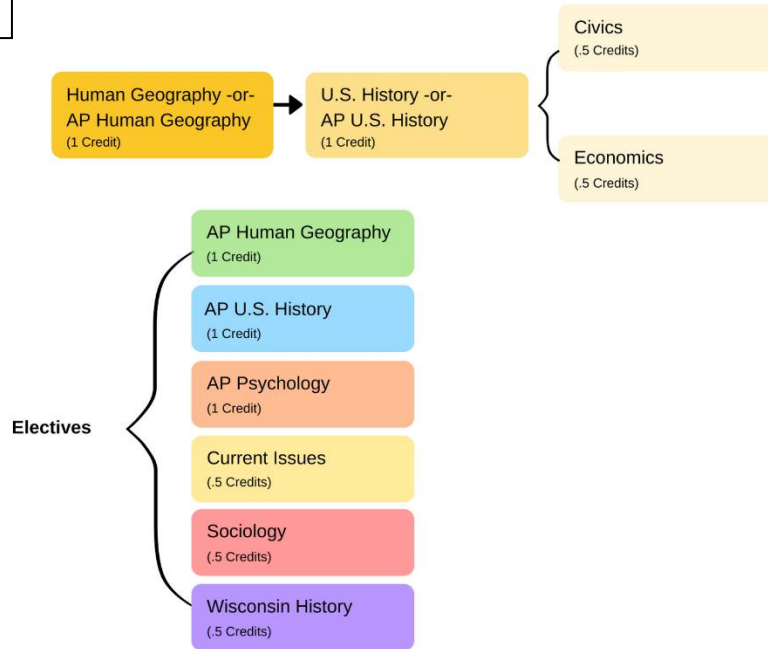 Human Geography -or-
AP Human Geography
(1 Credit)
U.S. History -or-
AP U.S. History
(1 Credit)
Civics
(.5 Credits)
Economics
(.5 Credits)
Electives
AP Human Geography
(1 Credit)
AP U.S. History
(1 Credit)
AP Psychology
(1 Credit)
Current Issues
(.5 Credits)
Sociology
(.5 Credits)
Wisconsin History
(.5 Credits)